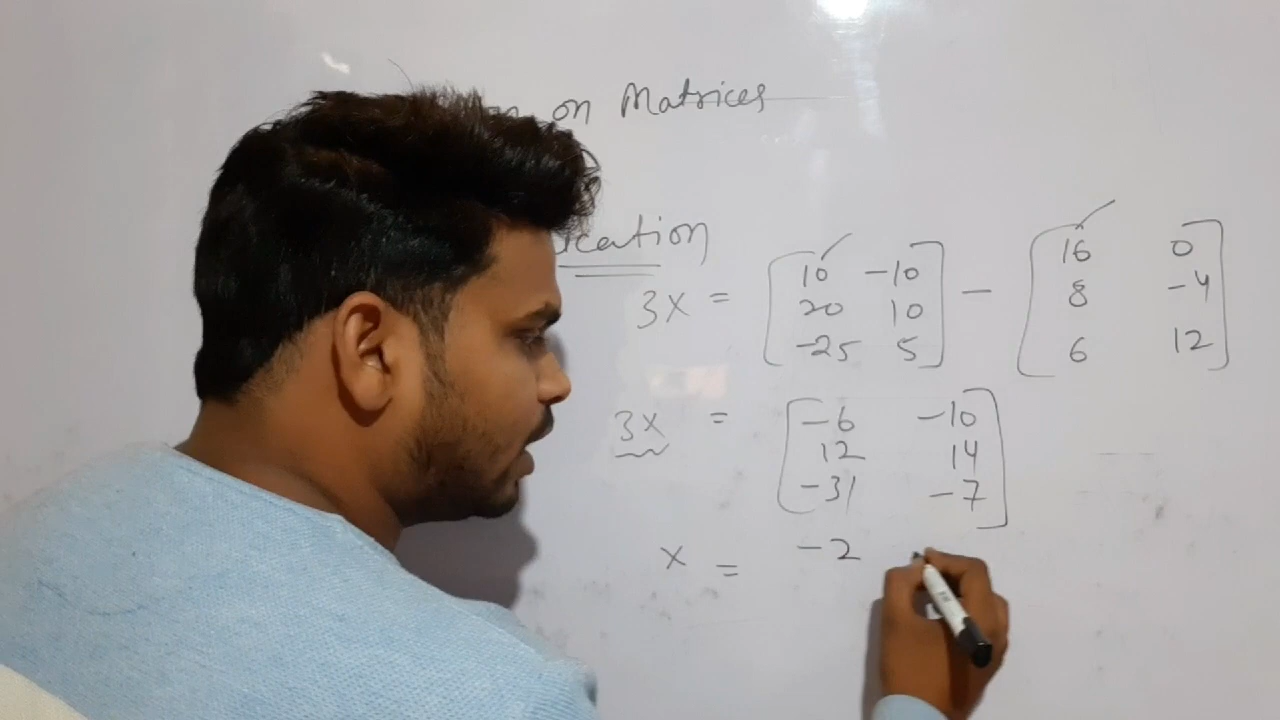 on Matrices
3X = [ 10 -10 ] - [ 16 0 ]
20 10 8 -4
-25 5 6 12
3X = [ -6 -10 ]
12 14
-31 -7
x = -2